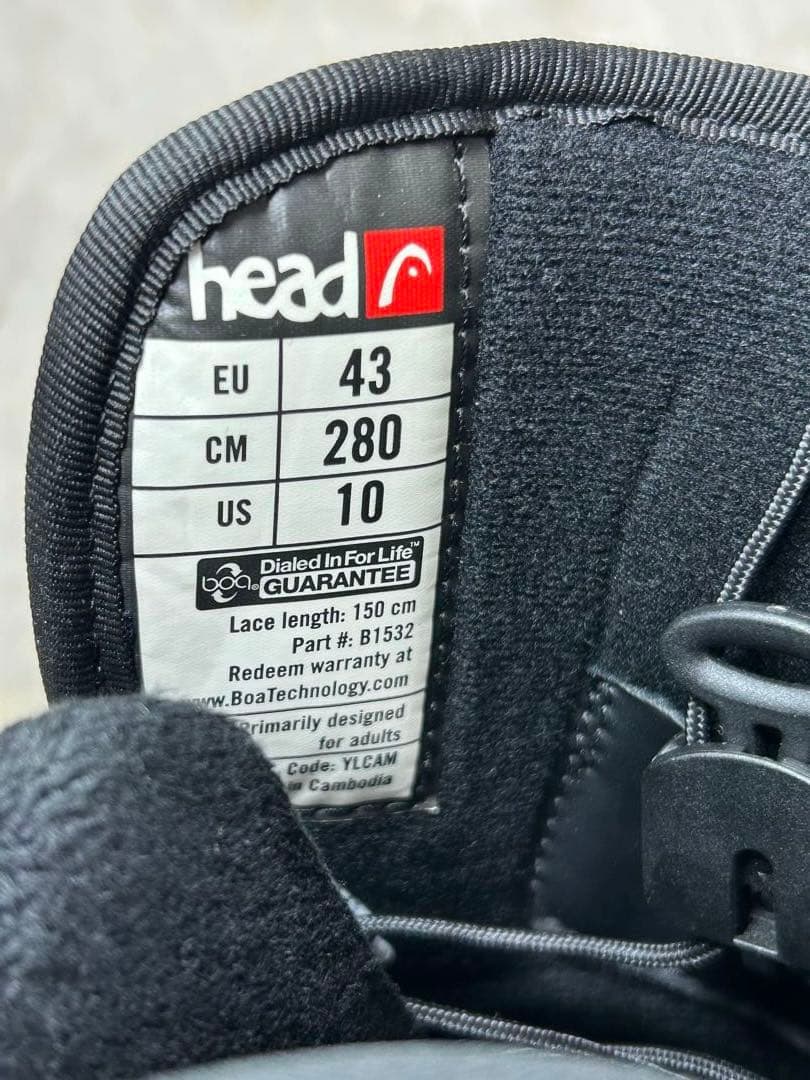 head
EU 43
CM 280
US 10
boa® Dialed In For Life™
GUARANTEE
Lace length: 150 cm
Part #: B1532
Redeem warranty at
www.BoaTechnology.com
Primarily designed
for adults
Code: YLCAM
Cambodia